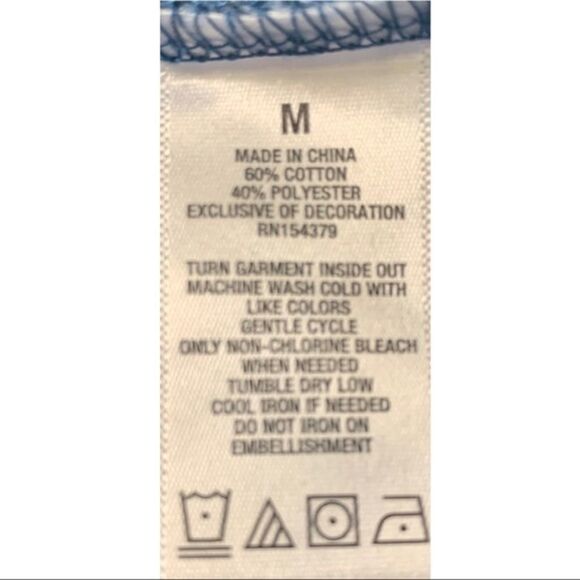 M
MADE IN CHINA
60% COTTON
40% POLYESTER
EXCLUSIVE OF DECORATION
RN154379
TURN GARMENT INSIDE OUT
MACHINE WASH COLD WITH
LIKE COLORS
GENTLE CYCLE
ONLY NON-CHLORINE BLEACH
WHEN NEEDED
TUMBLE DRY LOW
COOL IRON IF NEEDED
DO NOT IRON ON
EMBELLISHMENT